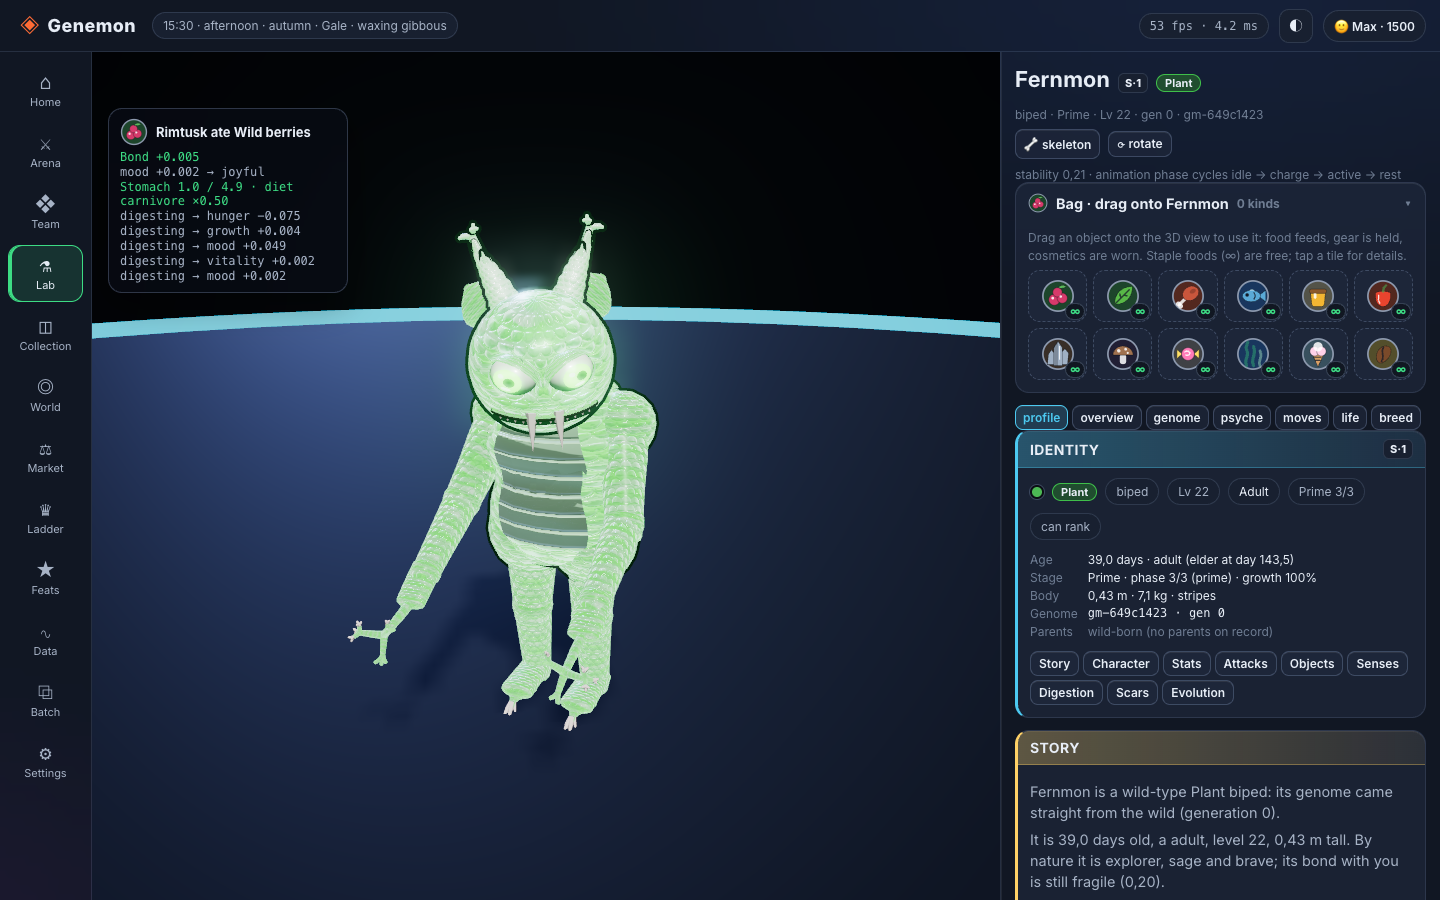 Genemon
15:30 · afternoon · autumn · Gale · waxing gibbous
53 fps · 4.2 ms
Max · 1500
Home
Arena
Team
Lab
Collection
World
Market
Ladder
Feats
Data
Batch
Settings
Rimtusk ate Wild berries
Bond +0.005
mood +0.002 → joyful
Stomach 1.0 / 4.9 · diet
carnivore ×0.50
digesting → hunger −0.075
digesting → growth +0.004
digesting → mood +0.049
digesting → vitality +0.002
digesting → mood +0.002
Fernmon S·1 Plant
biped · Prime · Lv 22 · gen 0 · gm-649c1423
skeleton rotate
stability 0,21 · animation phase cycles idle → charge → active → rest
Bag · drag onto Fernmon 0 kinds
Drag an object onto the 3D view to use it: food feeds, gear is held,
cosmetics are worn. Staple foods (∞) are free; tap a tile for details.
∞ ∞ ∞ ∞ ∞ ∞
∞ ∞ ∞ ∞ ∞ ∞
profile overview genome psyche moves life breed
IDENTITY S·1
Plant biped Lv 22 Adult Prime 3/3
can rank
Age 39,0 days · adult (elder at day 143,5)
Stage Prime · phase 3/3 (prime) · growth 100%
Body 0,43 m · 7,1 kg · stripes
Genome gm-649c1423 · gen 0
Parents wild-born (no parents on record)
Story Character Stats Attacks Objects Senses
Digestion Scars Evolution
STORY
Fernmon is a wild-type Plant biped: its genome came
straight from the wild (generation 0).
It is 39,0 days old, a adult, level 22, 0,43 m tall. By
nature it is explorer, sage and brave; its bond with you
is still fragile (0,20).